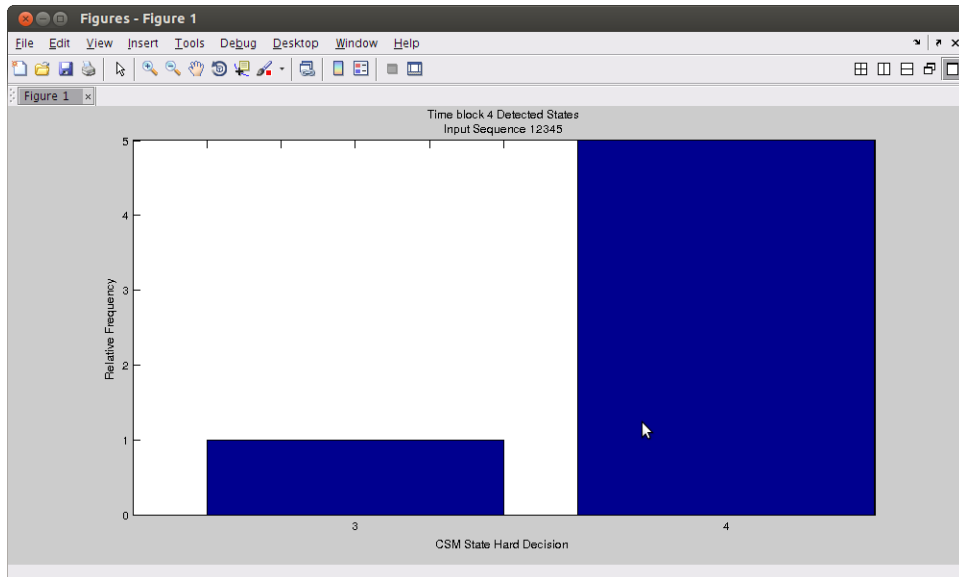 Figures - Figure 1
File Edit View Insert Tools Debug Desktop Window Help
Figure 1
Time block 4 Detected States
Input Sequence 12345
5
4
3
2
1
0
Relative Frequency
3 4
CSM State Hard Decision